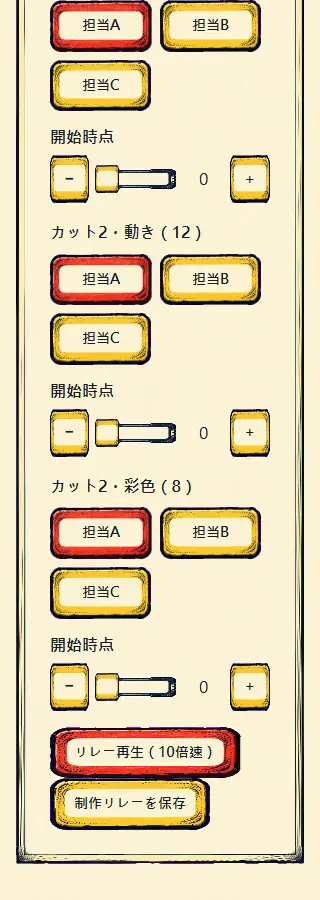 担当A 担当B
担当C
開始時点
− 0 +
カット2・動き ( 12 )
担当A 担当B
担当C
開始時点
− 0 +
カット2・彩色 ( 8 )
担当A 担当B
担当C
開始時点
− 0 +
リレー再生 ( 10倍速 )
制作リレーを保存